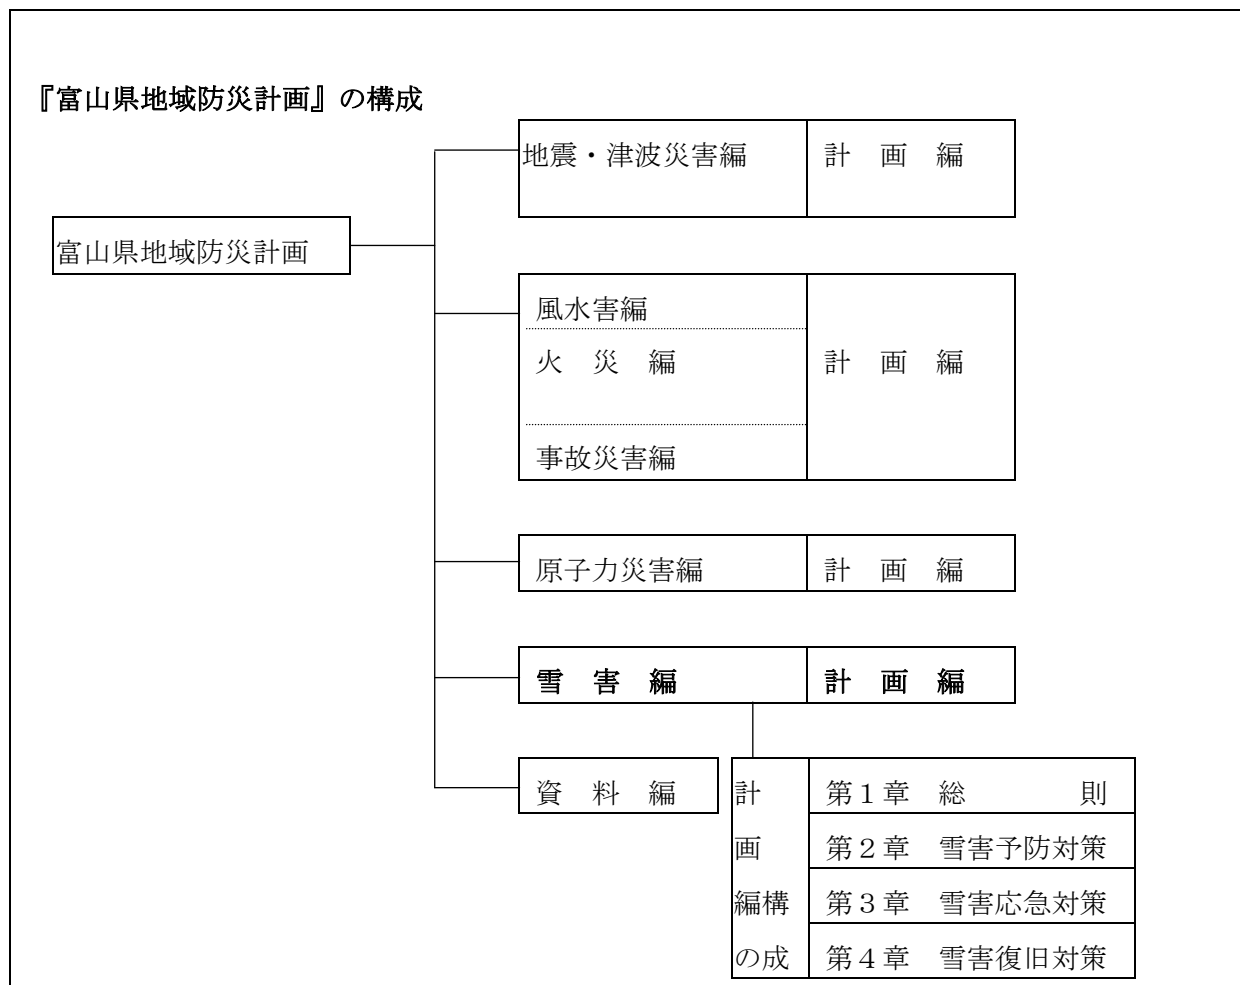 『富山県地域防災計画』の構成
地震・津波災害編 計 画 編
富山県地域防災計画
風水害編
火 災 編 計 画 編
事故災害編
原子力災害編 計 画 編
雪 害 編 計 画 編
資 料 編
計 第１章 総 則
画 第２章 雪害予防対策
編構 第３章 雪害応急対策
の成 第４章 雪害復旧対策